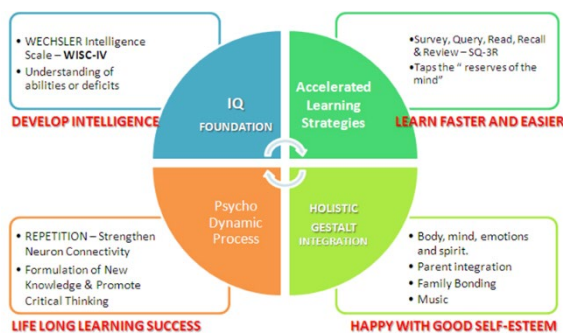 • WECHSLER Intelligence
Scale – WISC-IV
• Understanding of
abilities or deficits
DEVELOP INTELLIGENCE
IQ
FOUNDATION
Accelerated
Learning
Strategies
•Survey, Query, Read, Recall
& Review – SQ-3R
•Taps the “ reserves of the
mind”
LEARN FASTER AND EASIER
Psycho
Dynamic
Process
HOLISTIC
GESTALT
INTEGRATION
• REPETITION – Strengthen
Neuron Connectivity
• Formulation of New
Knowledge & Promote
Critical Thinking
LIFE LONG LEARNING SUCCESS
• Body, mind, emotions
and spirit.
• Parent integration
• Family Bonding
• Music
HAPPY WITH GOOD SELF-ESTEEM